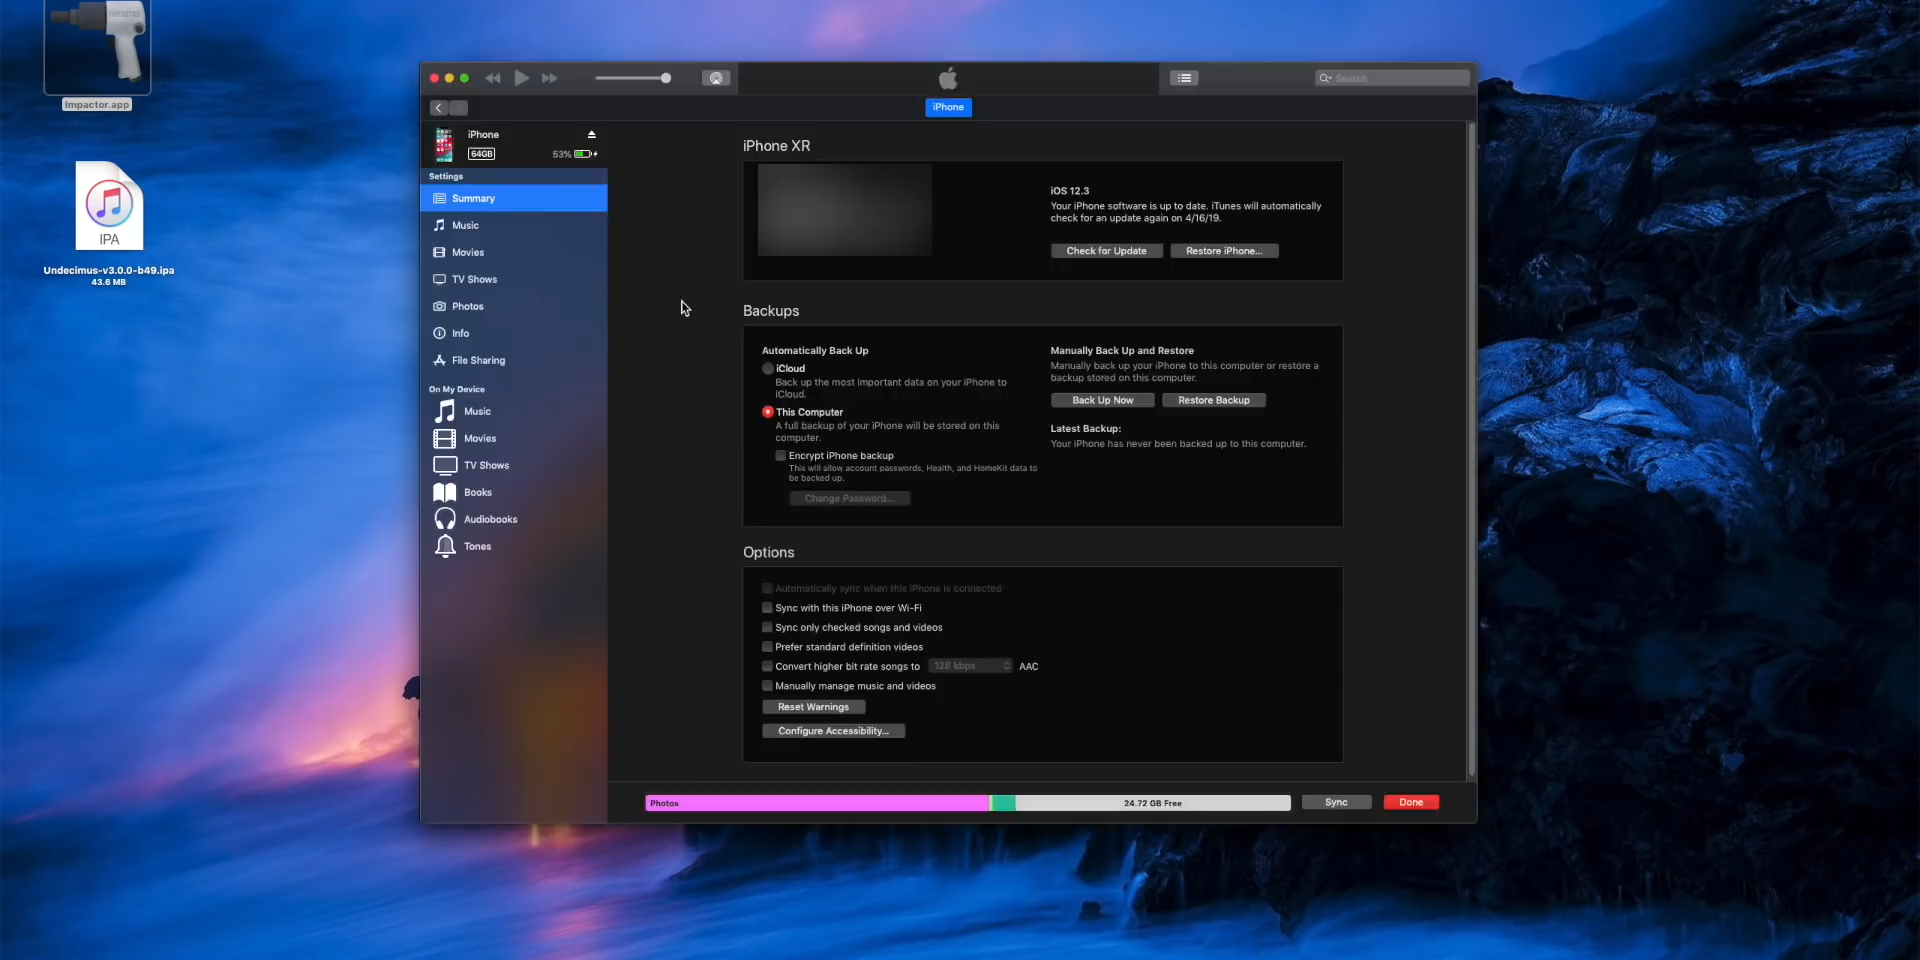 Impactor.app
IPA
Undecimus-v3.0.0-b49.ipa
43.6 MB
Search
iPhone
iPhone
64GB
53%
Settings
Summary
Music
Movies
TV Shows
Photos
Info
File Sharing
On My Device
Music
Movies
TV Shows
Books
Audiobooks
Tones
iPhone XR
iOS 12.3
Your iPhone software is up to date. iTunes will automatically
check for an update again on 4/16/19.
Check for Update
Restore iPhone...
Backups
Automatically Back Up
iCloud
Back up the most important data on your iPhone to
iCloud.
This Computer
A full backup of your iPhone will be stored on this
computer.
Encrypt iPhone backup
This will allow account passwords, Health, and HomeKit data to
be backed up.
Change Password...
Manually Back Up and Restore
Manually back up your iPhone to this computer or restore a
backup stored on this computer.
Back Up Now
Restore Backup
Latest Backup:
Your iPhone has never been backed up to this computer.
Options
Automatically sync when this iPhone is connected
Sync with this iPhone over Wi-Fi
Sync only checked songs and videos
Prefer standard definition videos
Convert higher bit rate songs to 128 kbps AAC
Manually manage music and videos
Reset Warnings
Configure Accessibility...
Photos
24.72 GB Free
Sync
Done